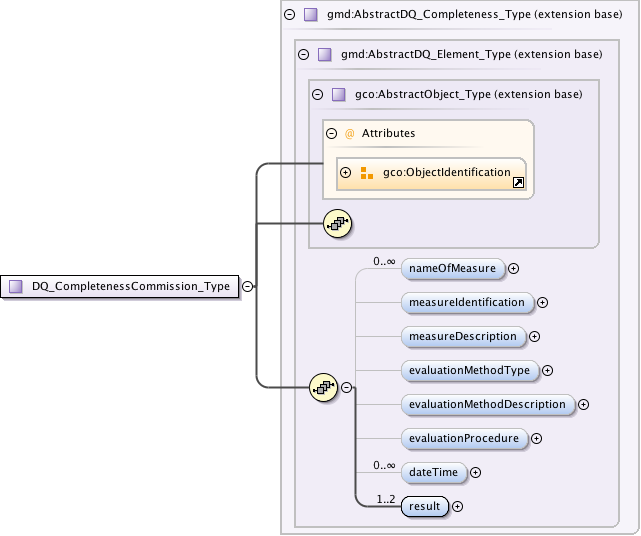 gmd:AbstractDQ_Completeness_Type (extension base)
gmd:AbstractDQ_Element_Type (extension base)
gco:AbstractObject_Type (extension base)
@ Attributes
gco:ObjectIdentification
DQ_CompletenessCommission_Type
0..∞
nameOfMeasure
measureIdentification
measureDescription
evaluationMethodType
evaluationMethodDescription
evaluationProcedure
0..∞
dateTime
1..2
result